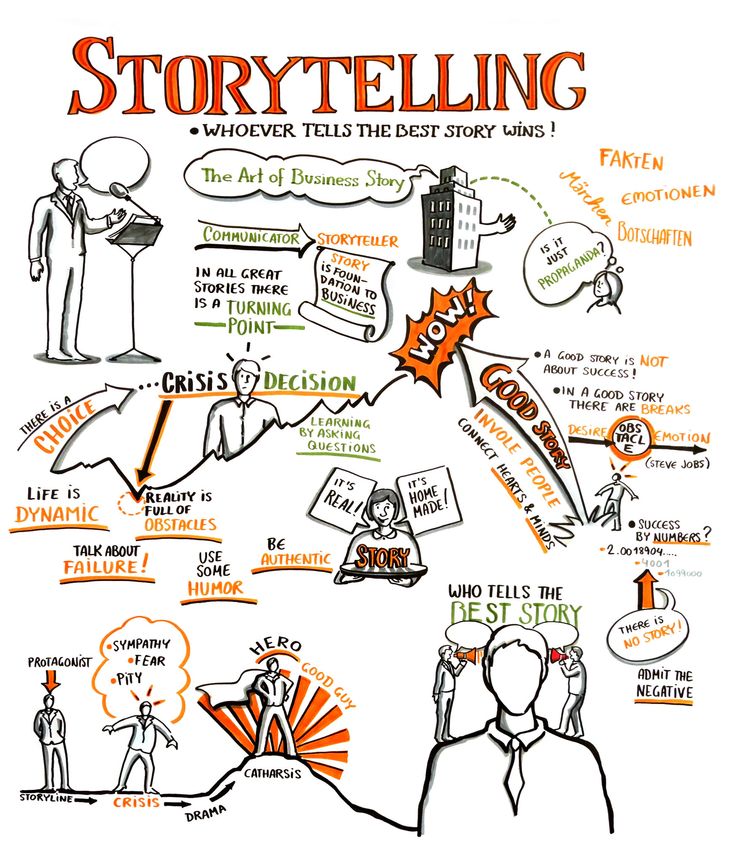 STORYTELLING
• WHOEVER TELLS THE BEST STORY WINS!
The Art of Business Story
FAKTEN
Märchen
EMOTIONEN
BOTSCHAFTEN
IS IT
JUST
PROPAGANDA?
COMMUNICATOR
STORYTELLER
STORY
IS FOUN-
DATION TO
BUSINESS
IN ALL GREAT
STORIES THERE
IS A TURNING
POINT
WOW!
THERE IS A
CHOICE
... CRISIS DECISION
LEARNING
BY ASKING
QUESTIONS
GOOD STORY
INVOLE PEOPLE
CONNECT HEARTS & MINDS
• A GOOD STORY IS NOT
ABOUT SUCCESS!
• IN A GOOD STORY
THERE ARE BREAKS
DESIRE
OBS
TACL
E
EMOTION
(STEVE JOBS)
LIFE IS
DYNAMIC
REALITY IS
FULL OF
OBSTACLES
IT'S
REAL!
IT'S
HOME
MADE!
STORY
TALK ABOUT
FAILURE!
USE
SOME
HUMOR
BE
AUTHENTIC
• SUCCESS
BY NUMBERS?
-2.0018904.....
-4001
-1099000
THERE IS
NO STORY!
ADMIT THE
NEGATIVE
WHO TELLS THE
BEST STORY
PROTAGONIST
• SYMPATHY
• FEAR
• PITY
HERO
GOOD GUY
STORYLINE
CRISIS
DRAMA
CATHARSIS